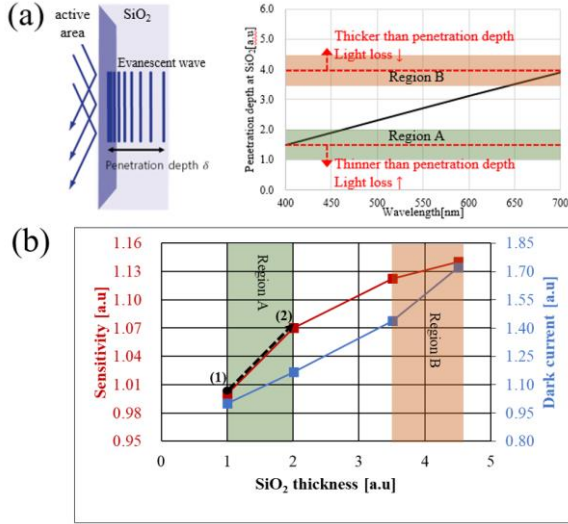 (a)
active
area
SiO2
Evanescent wave
Penetration depth δ
Penetration depth at SiO2[a,u]
6.0
5.0
4.0
3.0
2.0
1.0
0.0
Thicker than penetration depth
Light loss ↓
Region B
Region A
Thinner than penetration depth
Light loss ↑
400
450
500
550
600
650
700
Wavelength[nm]
(b)
Sensitivity [a.u]
1.16
1.13
1.10
1.07
1.04
1.01
0.98
0.95
Region A
Region B
(1)
(2)
1.85
1.70
1.55
1.40
1.25
1.10
0.95
0.80
Dark current [a.u]
0
1
2
3
4
5
SiO2 thickness [a.u]